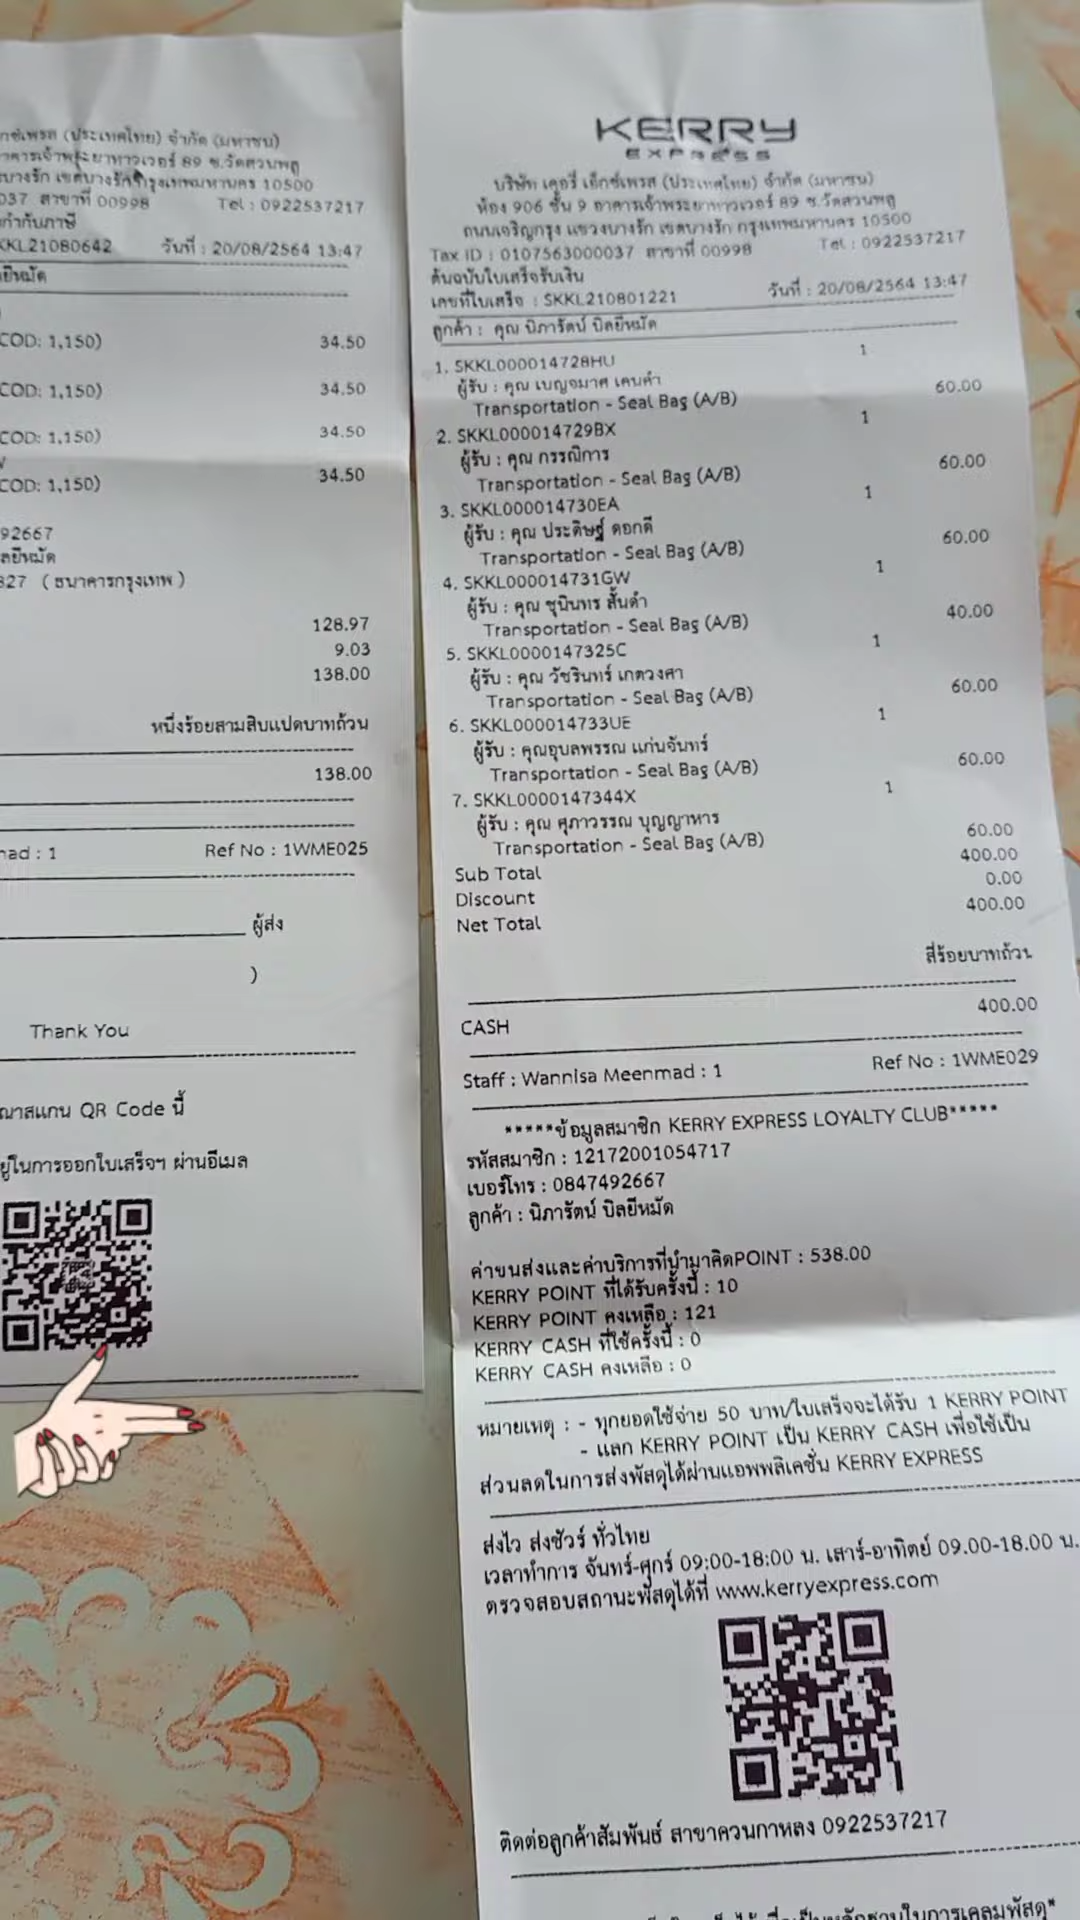 (ประเทศไทย) จำกัด (มหาชน)
อาคารเจ้าพระยาทาวเวอร์ 89 ซ.วัดสวนพลู
บางรัก เขตบางรัก กรุงเทพมหานคร 10500
037 สาขาที่ 00998 Tel : 0922537217
กำกับภาษี
KKL21080642 วันที่ : 20/08/2564 13:47
COD: 1,150) 34.50
COD: 1,150) 34.50
COD: 1,150) 34.50
COD: 1,150) 34.50
92667
327 (ธนาคารกรุงเทพ)
128.97
9.03
138.00
หนึ่งร้อยสามสิบแปดบาทถ้วน
138.00
mad : 1 Ref No : 1WME025
ผู้ส่ง
)
Thank You
ณาสแกน QR Code นี้
ในการออกใบเสร็จฯ ผ่านอีเมล
KERRY
EXPRESS
บริษัท เคอรี่ เอ็กซ์เพรส (ประเทศไทย) จำกัด (มหาชน)
ห้อง 906 ชั้น 9 อาคารเจ้าพระยาทาวเวอร์ 89 ซ.วัดสวนพลู
ถนนเจริญกรุง แขวงบางรัก เขตบางรัก กรุงเทพมหานคร 10500
Tax ID : 0107563000037 สาขาที่ 00998 Tel : 0922537217
ต้นฉบับใบเสร็จรับเงิน
เลขที่ใบเสร็จ : SKKL210801221 วันที่ : 20/08/2564 13:47
ลูกค้า : คุณ นิภารัตน์ บิลยีหมัด
1. SKKL000014728HU 1
ผู้รับ : คุณ เบญจมาศ เคนคำ
Transportation - Seal Bag (A/B) 60.00
2. SKKL000014729BX 1
ผู้รับ : คุณ กรรณิการ
Transportation - Seal Bag (A/B) 60.00
3. SKKL000014730EA 1
ผู้รับ : คุณ ประดิษฐ์ ดอกดี
Transportation - Seal Bag (A/B) 60.00
4. SKKL000014731GW 1
ผู้รับ : คุณ ชุนินทร สั้นดำ
Transportation - Seal Bag (A/B) 40.00
5. SKKL0000147325C 1
ผู้รับ : คุณ วัชรินทร์ เกตวงศา
Transportation - Seal Bag (A/B) 60.00
6. SKKL000014733UE 1
ผู้รับ : คุณอุบลพรรณ แก่นจันทร์
Transportation - Seal Bag (A/B) 60.00
7. SKKL0000147344X 1
ผู้รับ : คุณ ศุภาวรรณ บุญญาหาร
Transportation - Seal Bag (A/B) 60.00
Sub Total 400.00
Discount 0.00
Net Total 400.00
สี่ร้อยบาทถ้วน
CASH 400.00
Staff : Wannisa Meenmad : 1 Ref No : 1WME029
*****ข้อมูลสมาชิก KERRY EXPRESS LOYALTY CLUB*****
รหัสสมาชิก : 12172001054717
เบอร์โทร : 0847492667
ลูกค้า : นิภารัตน์ บิลยีหมัด
ค่าขนส่งและค่าบริการที่นำมาคิดPOINT : 538.00
KERRY POINT ที่ได้รับครั้งนี้ : 10
KERRY POINT คงเหลือ : 121
KERRY CASH ที่ใช้ครั้งนี้ : 0
KERRY CASH คงเหลือ : 0
หมายเหตุ : - ทุกยอดใช้จ่าย 50 บาท/ใบเสร็จจะได้รับ 1 KERRY POINT
- แลก KERRY POINT เป็น KERRY CASH เพื่อใช้เป็น
ส่วนลดในการส่งพัสดุได้ผ่านแอพพลิเคชั่น KERRY EXPRESS
ส่งไว ส่งชัวร์ ทั่วไทย
เวลาทำการ จันทร์-ศุกร์ 09:00-18:00 น. เสาร์-อาทิตย์ 09.00-18.00 น.
ตรวจสอบสถานะพัสดุได้ที่ www.kerryexpress.com
ติดต่อลูกค้าสัมพันธ์ สาขาควนกาหลง 0922537217